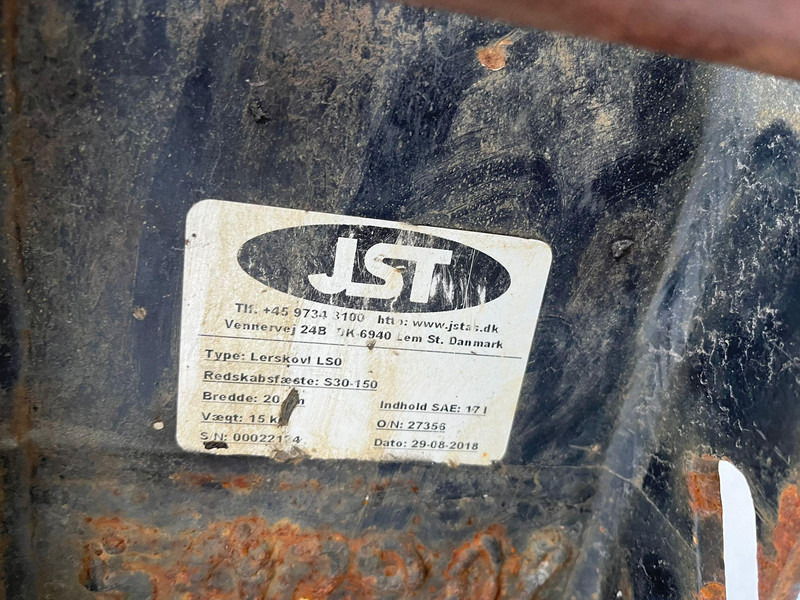 JST
Tlf. +45 9734 3100 http: www.jstas.dk
Vennervej 24B DK-6940 Lem St. Danmark
Type: Lerskovl LS0
Redskabsfæste: S30-150
Bredde: 20
Indhold SAE: 17 l
Vægt: 15
O/N: 27356
S/N:
Dato: 29-08-2018